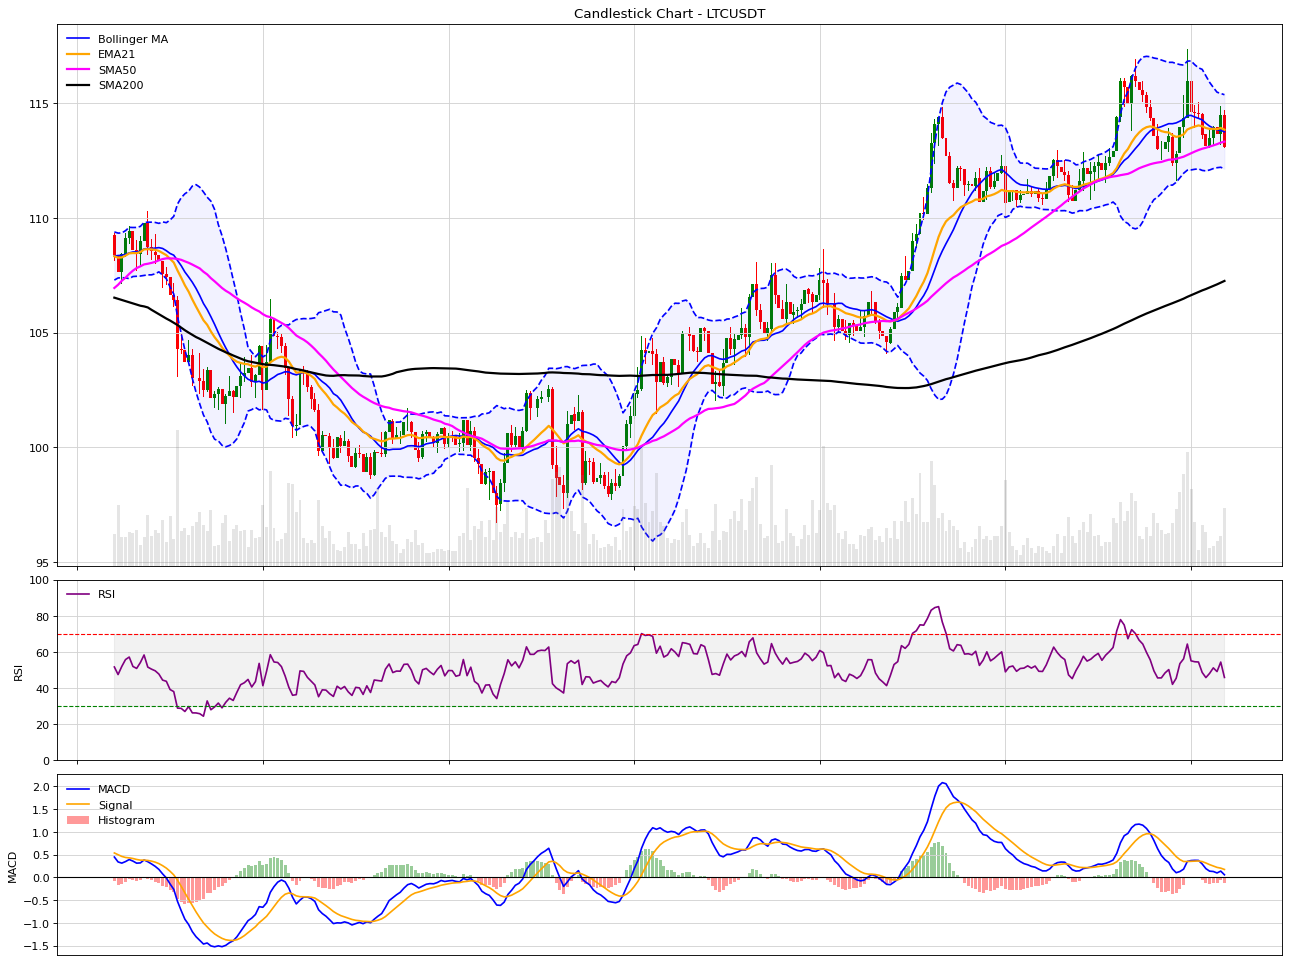 Candlestick Chart - LTCUSDT
Bollinger MA
EMA21
SMA50
SMA200
115
110
105
100
95
RSI
100
80
60
40
20
0
RSI
MACD
Signal
Histogram
2.0
1.5
1.0
0.5
0.0
−0.5
−1.0
−1.5
MACD